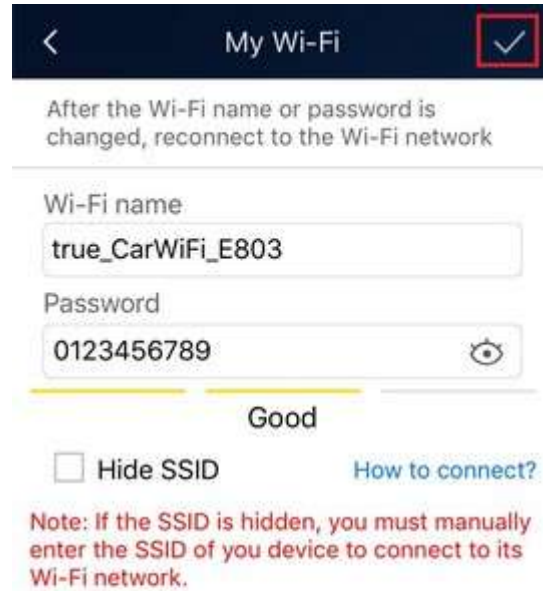 My Wi-Fi
After the Wi-Fi name or password is
changed, reconnect to the Wi-Fi network
Wi-Fi name
true_CarWiFi_E803
Password
0123456789
Good
Hide SSID How to connect?
Note: If the SSID is hidden, you must manually
enter the SSID of you device to connect to its
Wi-Fi network.